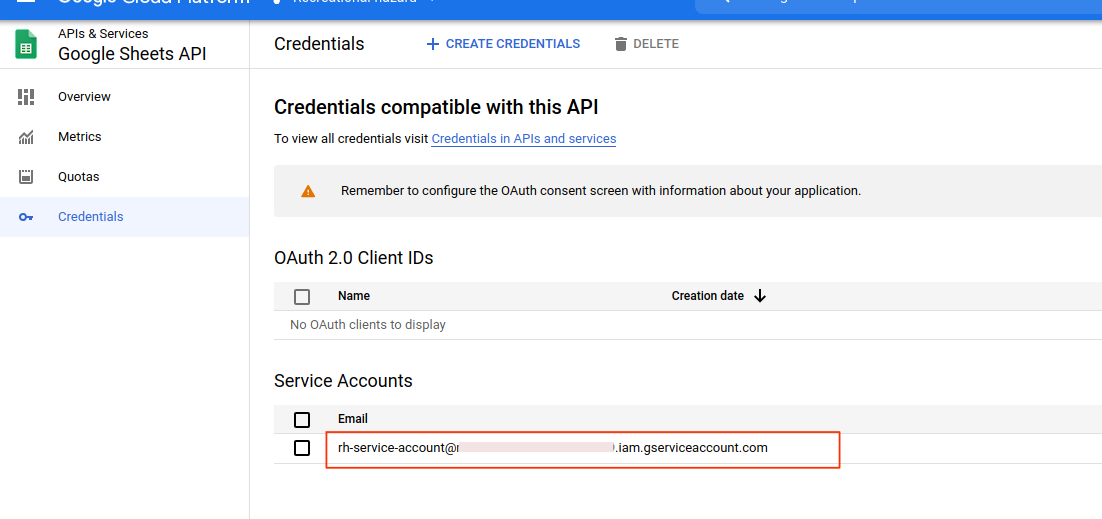 Google Cloud Platform
Recreational Hazard
APIs & Services
Google Sheets API
Credentials
CREATE CREDENTIALS
DELETE
Overview
Metrics
Quotas
Credentials
Credentials compatible with this API
To view all credentials visit Credentials in APIs and services
Remember to configure the OAuth consent screen with information about your application.
OAuth 2.0 Client IDs
Name
Creation date
No OAuth clients to display
Service Accounts
Email
rh-service-account@ .iam.gserviceaccount.com